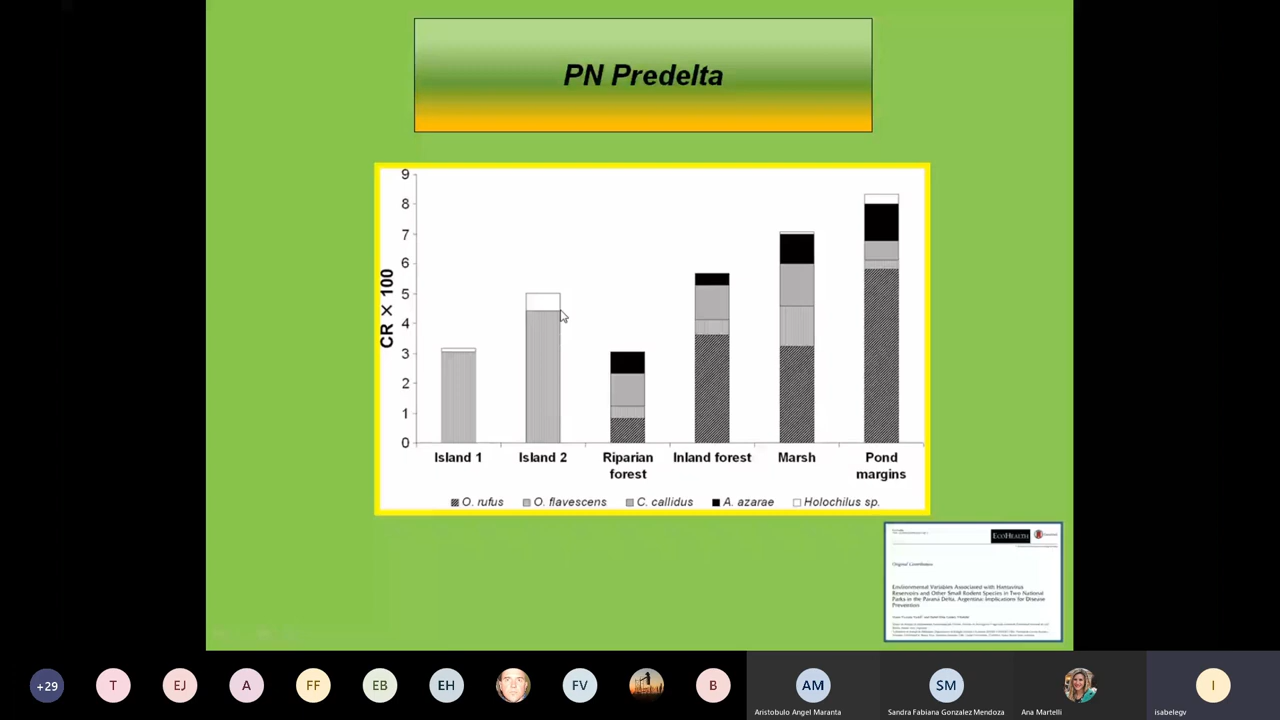 PN Predelta
CR × 100
9
8
7
6
5
4
3
2
1
0
Island 1
Island 2
Riparian
forest
Inland forest
Marsh
Pond
margins
O. rufus
O. flavescens
C. callidus
A. azarae
Holochilus sp.
ECOHEALTH
Original Contribution
Environmental Variables Associated with Hantavirus
Reservoirs and Other Small Rodent Species in Two National
Parks in the Paraná Delta, Argentina: Implications for Disease
Prevention
+29
T
EJ
A
FF
EB
EH
FV
B
AM
Aristobulo Angel Maranta
SM
Sandra Fabiana Gonzalez Mendoza
Ana Martelli
I
isabelegv